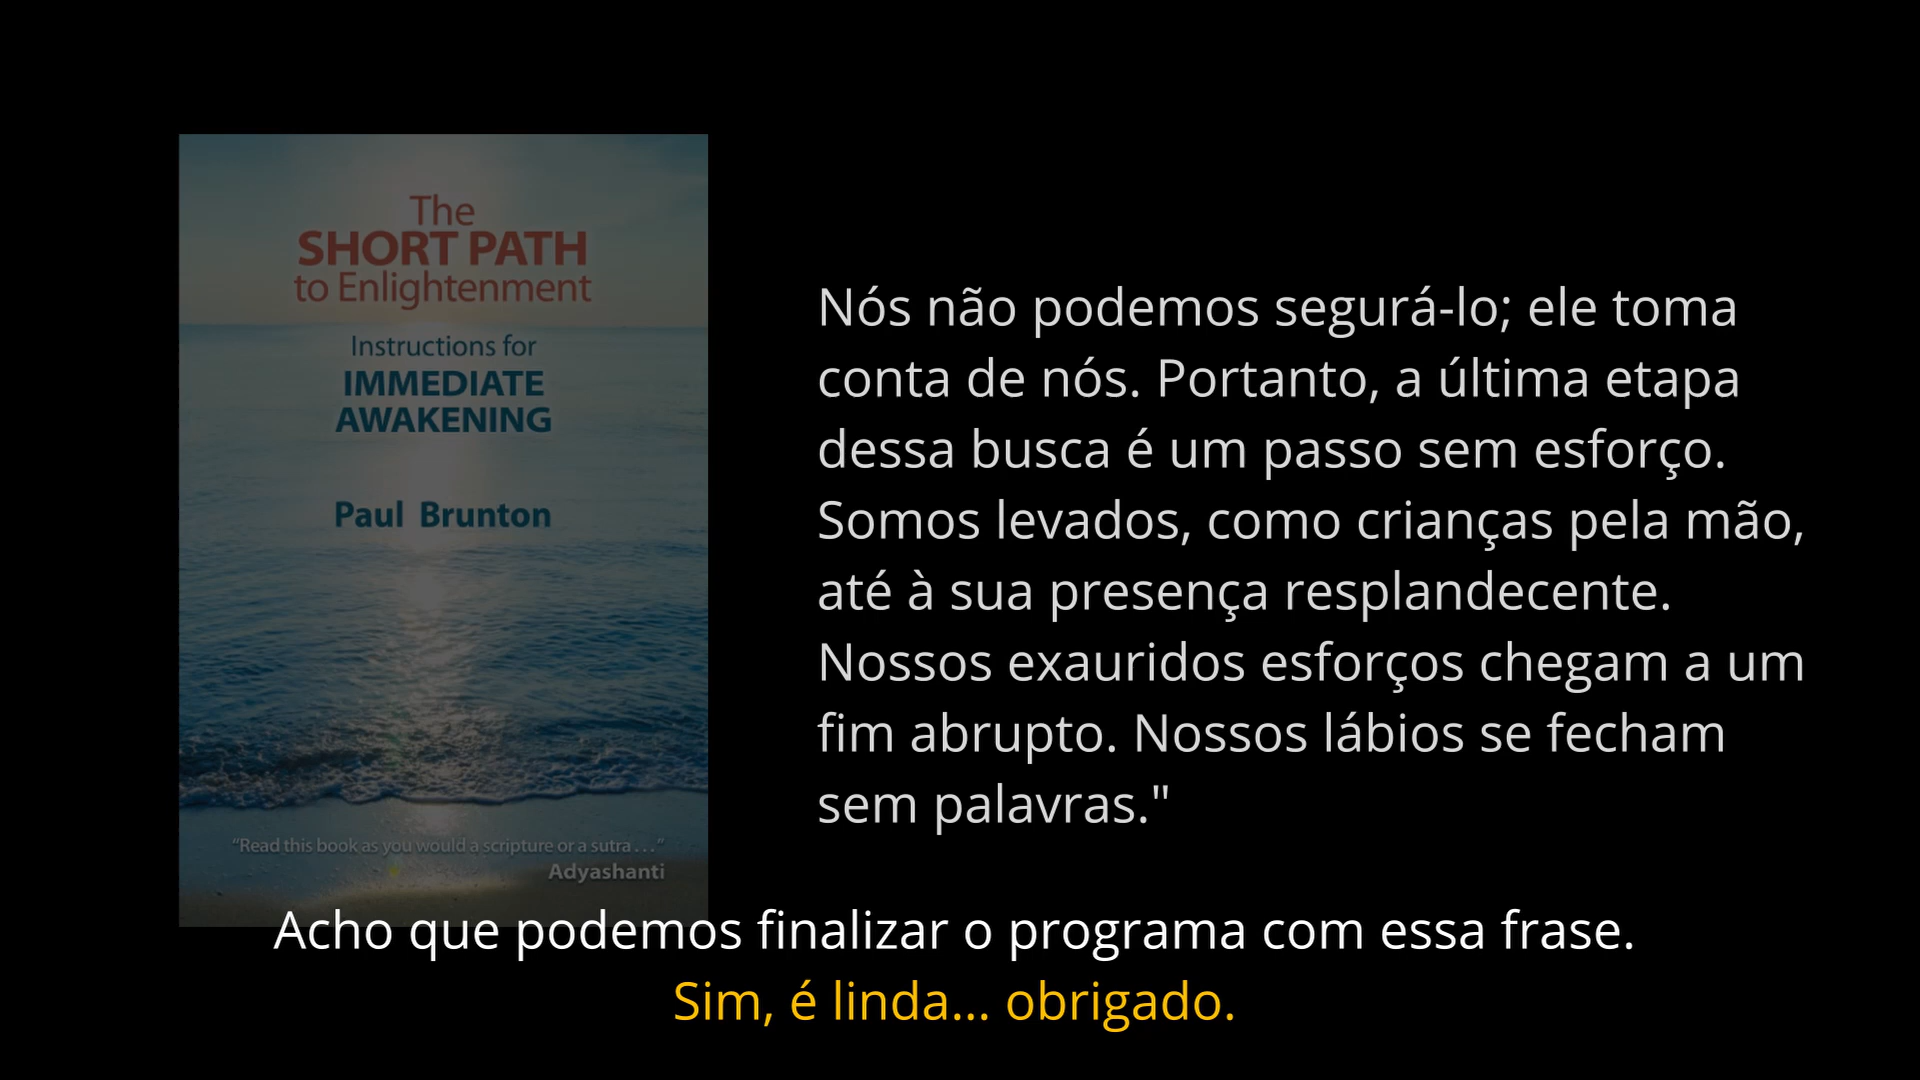 The
SHORT PATH
to Enlightenment
Instructions for
IMMEDIATE
AWAKENING
Paul Brunton
“Read this book as you would a scripture or a sutra . . .”
Adyashanti
Nós não podemos segurá-lo; ele toma
conta de nós. Portanto, a última etapa
dessa busca é um passo sem esforço.
Somos levados, como crianças pela mão,
até à sua presença resplandecente.
Nossos exauridos esforços chegam a um
fim abrupto. Nossos lábios se fecham
sem palavras."
Acho que podemos finalizar o programa com essa frase.
Sim, é linda... obrigado.